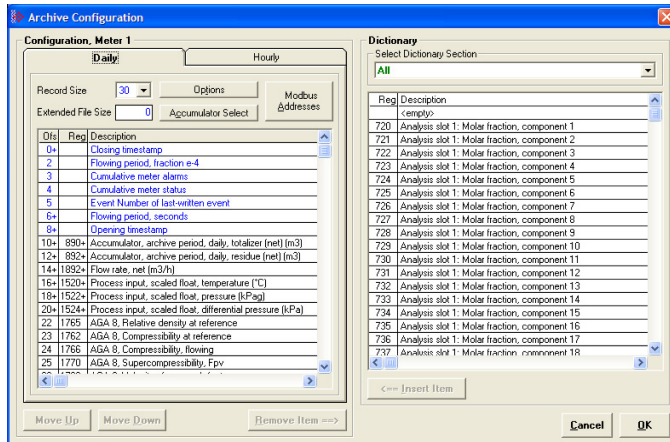 Archive Configuration
Configuration, Meter 1
Daily
Hourly
Record Size 30 Options
Modbus Addresses
Extended File Size 0 Accumulator Select
Ofs Reg Description
0+ Closing timestamp
2 Flowing period, fraction e-4
3 Cumulative meter alarms
4 Cumulative meter status
5 Event Number of last-written event
6+ Flowing period, seconds
8+ Opening timestamp
10+ 890+ Accumulator, archive period, daily, totalizer (net) (m3)
12+ 892+ Accumulator, archive period, daily, residue (net) (m3)
14+ 1892+ Flow rate, net (m3/h)
16+ 1520+ Process input, scaled float, temperature (°C)
18+ 1522+ Process input, scaled float, pressure (kPag)
20+ 1524+ Process input, scaled float, differential pressure (kPa)
22 1765 AGA 8, Relative density at reference
23 1762 AGA 8, Compressibility at reference
24 1766 AGA 8, Compressibility, flowing
25 1770 AGA 8, Supercompressibility, Fpv
Move Up Move Down Remove Item ==>
Dictionary
Select Dictionary Section
All
Reg Description
<empty>
720 Analysis slot 1: Molar fraction, component 1
721 Analysis slot 1: Molar fraction, component 2
722 Analysis slot 1: Molar fraction, component 3
723 Analysis slot 1: Molar fraction, component 4
724 Analysis slot 1: Molar fraction, component 5
725 Analysis slot 1: Molar fraction, component 6
726 Analysis slot 1: Molar fraction, component 7
727 Analysis slot 1: Molar fraction, component 8
728 Analysis slot 1: Molar fraction, component 9
729 Analysis slot 1: Molar fraction, component 10
730 Analysis slot 1: Molar fraction, component 11
731 Analysis slot 1: Molar fraction, component 12
732 Analysis slot 1: Molar fraction, component 13
733 Analysis slot 1: Molar fraction, component 14
734 Analysis slot 1: Molar fraction, component 15
735 Analysis slot 1: Molar fraction, component 16
736 Analysis slot 1: Molar fraction, component 17
737 Analysis slot 1: Molar fraction, component 18
<== Insert Item
Cancel OK